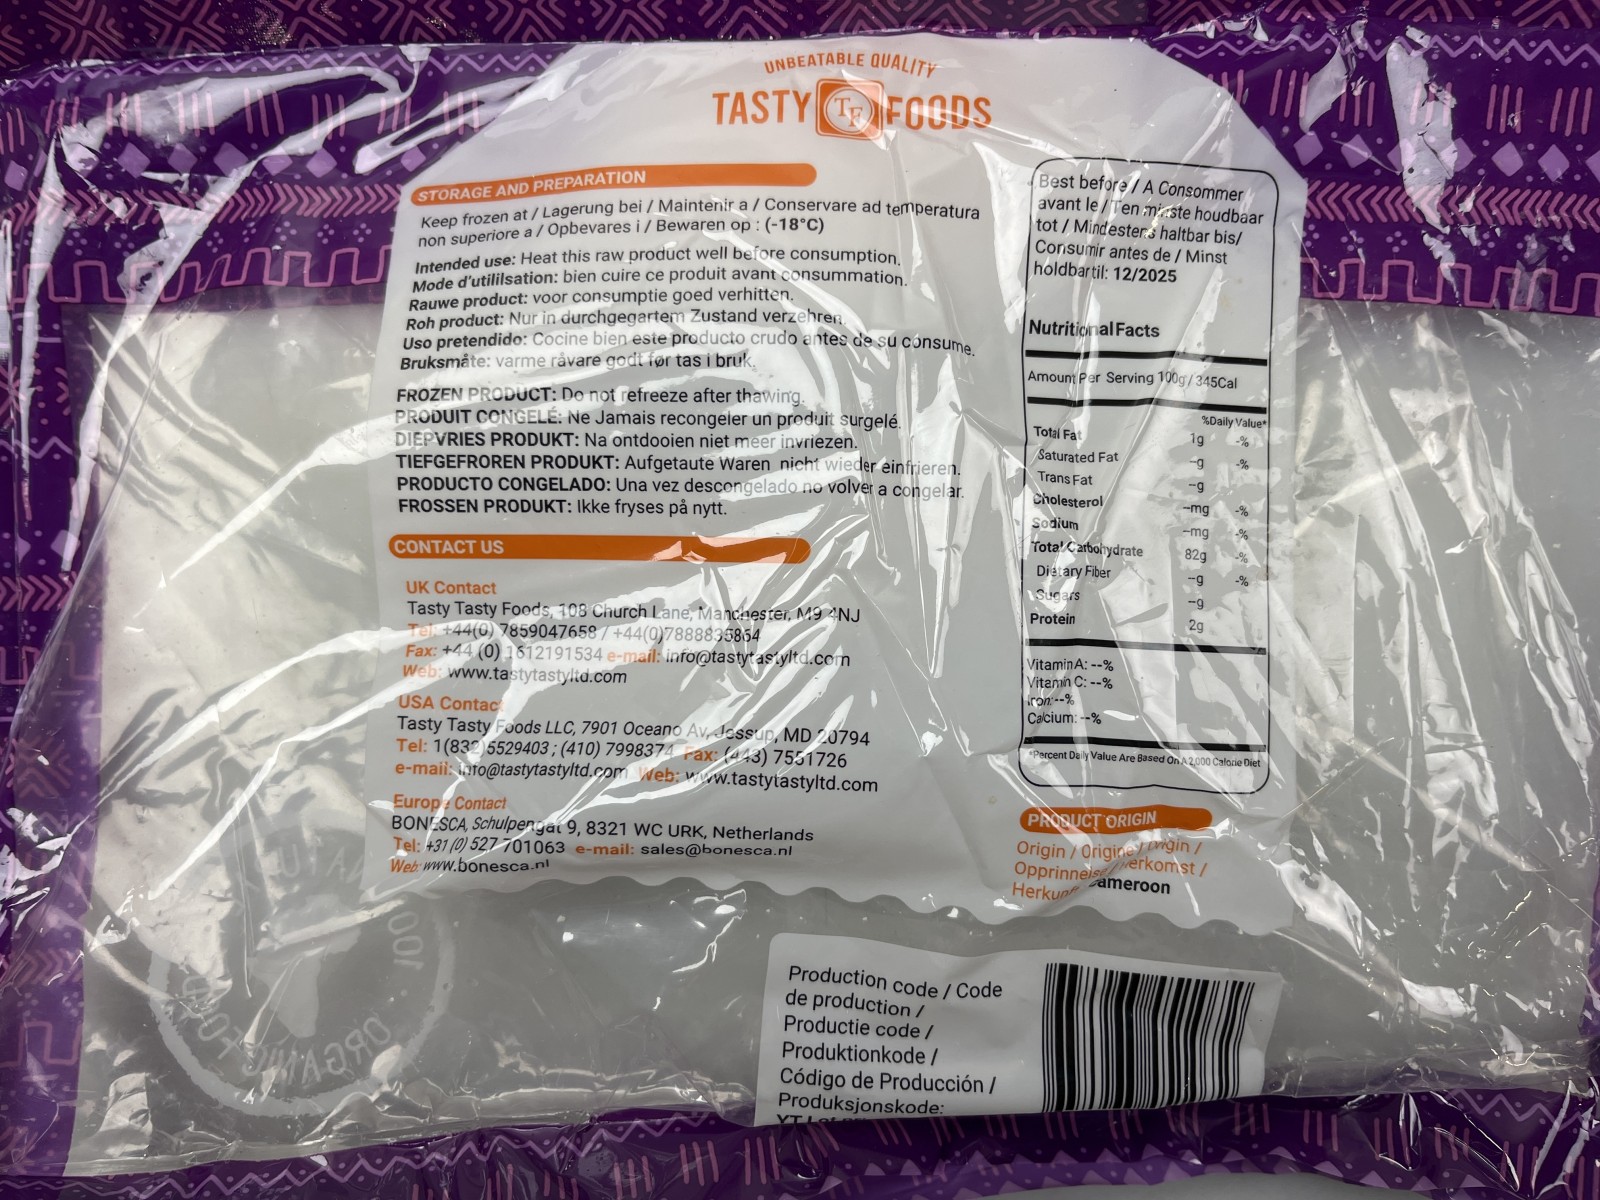 UNBEATABLE QUALITY
TASTY TF FOODS
STORAGE AND PREPARATION
Keep frozen at / Lagerung bei / Maintenir a / Conservare ad temperatura
non superiore a / Opbevares i / Bewaren op : (-18°C)
Intended use: Heat this raw product well before consumption.
Mode d'utililsation: bien cuire ce produit avant consummation.
Rauwe product: voor consumptie goed verhitten.
Roh product: Nur in durchgegartem Zustand verzehren.
Uso pretendido: Cocine bien este producto crudo antes de su consume.
Bruksmåte: varme råvare godt før tas i bruk.
FROZEN PRODUCT: Do not refreeze after thawing.
PRODUIT CONGELÉ: Ne Jamais recongeler un produit surgelé.
DIEPVRIES PRODUKT: Na ontdooien niet meer invriezen.
TIEFGEFROREN PRODUKT: Aufgetaute Waren nicht wieder einfrieren.
PRODUCTO CONGELADO: Una vez descongelado no volver a congelar.
FROSSEN PRODUKT: Ikke fryses på nytt.
CONTACT US
UK Contact
Tasty Tasty Foods, 108 Church Lane, Manchester, M9 4NJ
Tel: +44(0) 7859047658 / +44(0)7888835864
Fax: +44 (0) 1612191534 e-mail: info@tastytastyltd.com
Web: www.tastytastyltd.com
USA Contact
Tasty Tasty Foods LLC, 7901 Oceano Av, Jessup, MD 20794
Tel: 1(832)5529403 ; (410) 7998374 Fax: (443) 7551726
e-mail: info@tastytastyltd.com Web: www.tastytastyltd.com
Europe Contact
BONESCA, Schulpengat 9, 8321 WC URK, Netherlands
Tel: +31 (0) 527 701063 e-mail: sales@bonesca.nl
Web: www.bonesca.nl
Best before / A Consommer
avant le / Ten minste houdbaar
tot / Mindestens haltbar bis/
Consumir antes de / Minst
holdbartil: 12/2025
Nutritional Facts
Amount Per Serving 100g / 345Cal
%Daily Value*
Total Fat 1g -%
Saturated Fat --g -%
Trans Fat --g
Cholesterol --mg -%
Sodium --mg -%
Total Carbohydrate 82g -%
Dietary Fiber --g -%
Sugars --g
Protein 2g
Vitamin A: --%
Vitamin C: --%
Iron:--%
Calcium: --%
*Percent Daily Value Are Based On A 2,000 Calorie Diet
PRODUCT ORIGIN
Origin / Origine /
Opprinnelse
Cameroon
Production code / Code
de production /
Productie code /
Produktionkode /
Código de Producción /
Produksjonskode:
ORGANIC